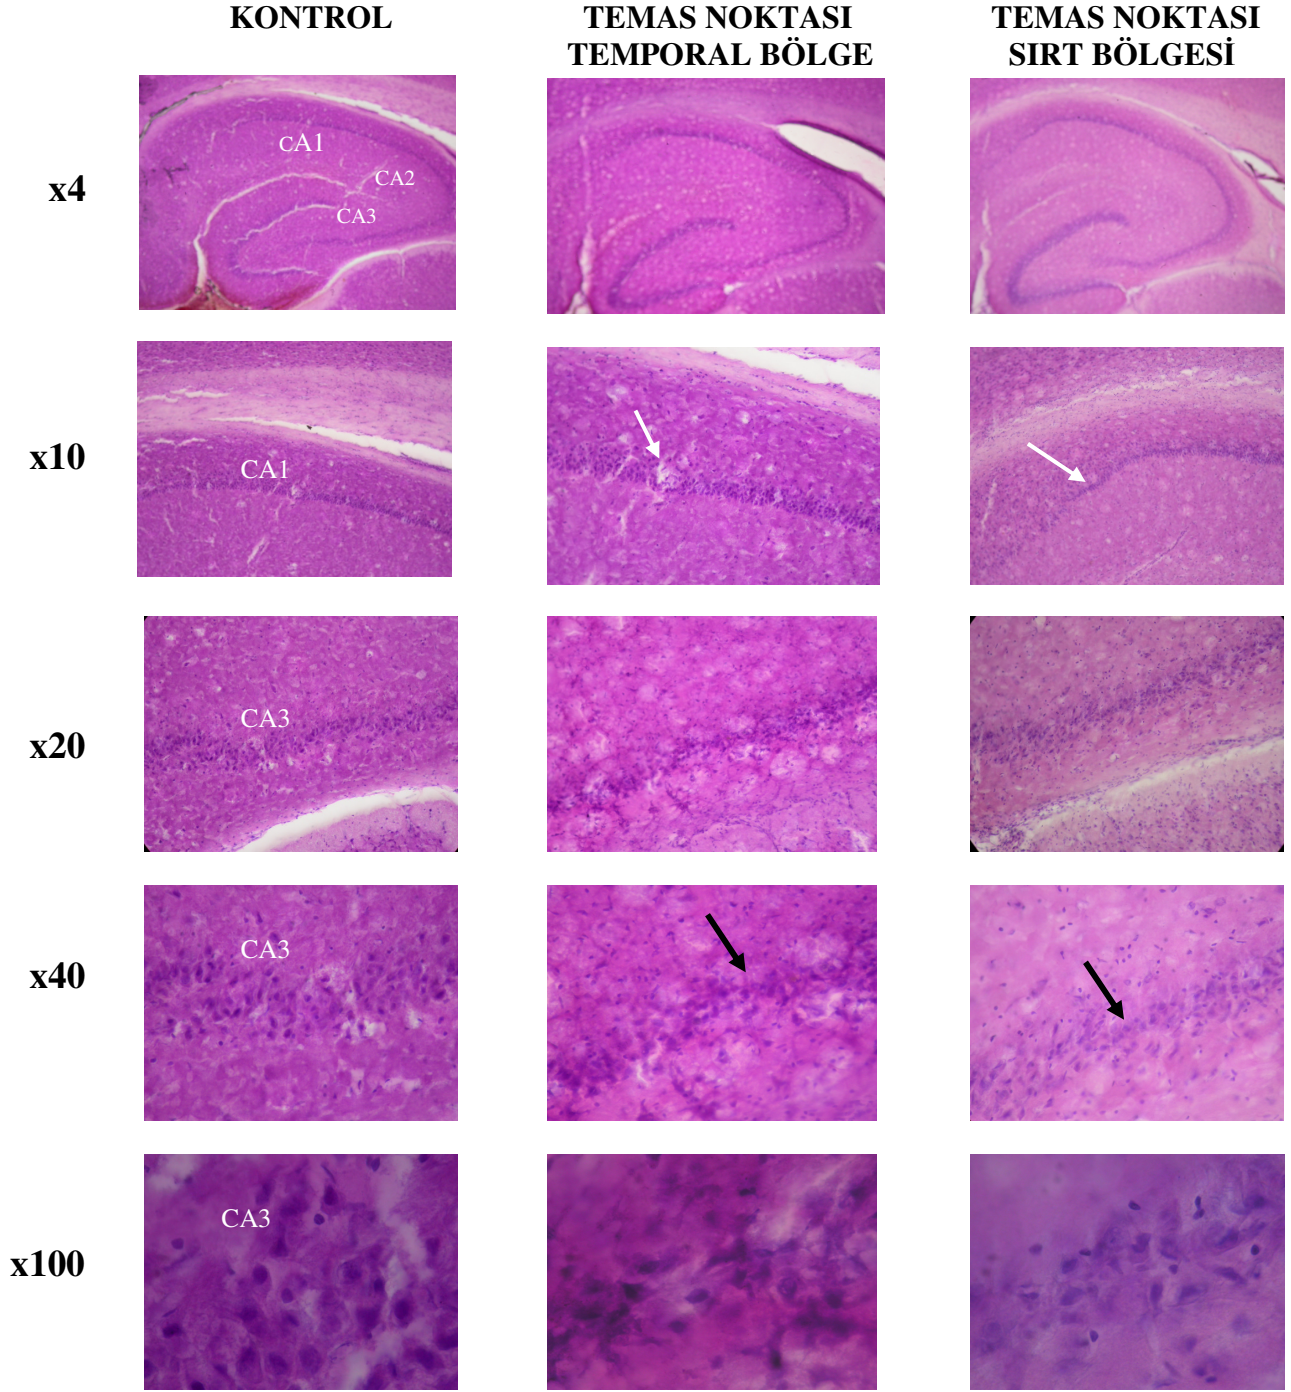 KONTROL
TEMAS NOKTASI
TEMPORAL BÖLGE
TEMAS NOKTASI
SIRT BÖLGESİ
x4
CA1
CA2
CA3
x10
CA1
x20
CA3
x40
CA3
x100
CA3